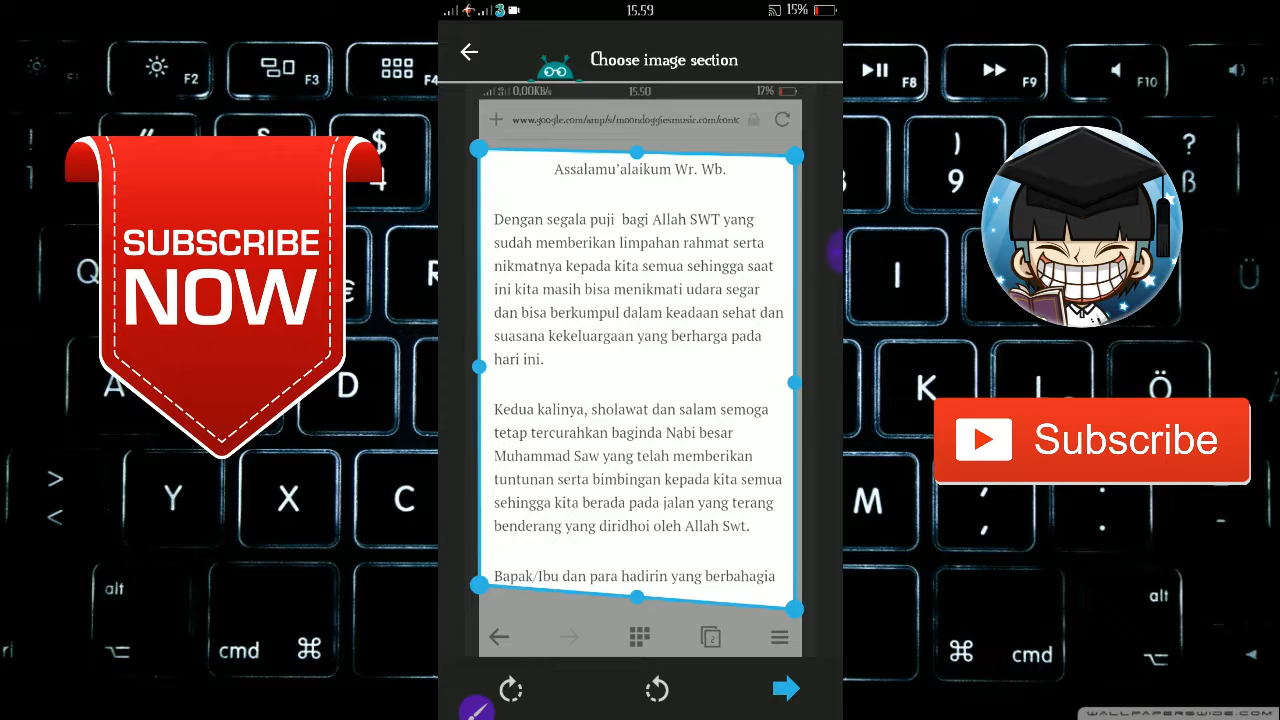 15.59
15%
Choose image section
0,00KB/s
15.50
17%
www.google.com/amp/s/moondoggiesmusic.com/conto
Assalamu'alaikum Wr. Wb.
Dengan segala puji  bagi Allah SWT yang
sudah memberikan limpahan rahmat serta
nikmatnya kepada kita semua sehingga saat
ini kita masih bisa menikmati udara segar
dan bisa berkumpul dalam keadaan sehat dan
suasana kekeluargaan yang berharga pada
hari ini.
Kedua kalinya, sholawat dan salam semoga
tetap tercurahkan baginda Nabi besar
Muhammad Saw yang telah memberikan
tuntunan serta bimbingan kepada kita semua
sehingga kita berada pada jalan yang terang
benderang yang diridhoi oleh Allah Swt.
Bapak/Ibu dan para hadirin yang berbahagia
2
SUBSCRIBE
NOW
Subscribe
F2
F3
F4
F8
F9
F10
$
4
)
9
?
ß
Q
€
R
I
Ü
A
D
K
L
Ö
>
<
Y
X
C
M
;
,
:
.
alt
cmd
⌘
alt
⌘
cmd
WALLPAPERSWIDE.COM